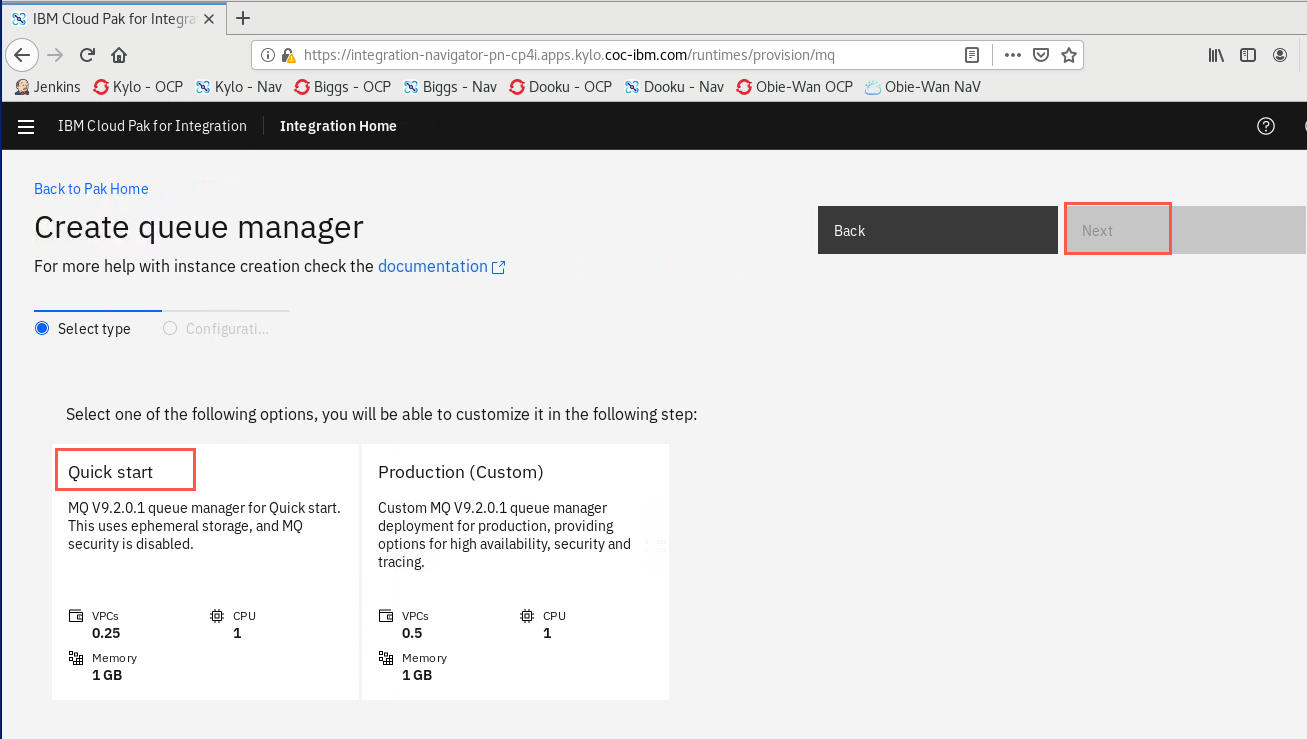 IBM Cloud Pak for Integra
https://integration-navigator-pn-cp4i.apps.kylo.coc-ibm.com/runtimes/provision/mq
Jenkins Kylo - OCP Kylo - Nav Biggs - OCP Biggs - Nav Dooku - OCP Dooku - Nav Obie-Wan OCP Obie-Wan NaV
IBM Cloud Pak for Integration Integration Home
Back to Pak Home
Create queue manager
Back Next
For more help with instance creation check the documentation
Select type Configurati...
Select one of the following options, you will be able to customize it in the following step:
Quick start
MQ V9.2.0.1 queue manager for Quick start.
This uses ephemeral storage, and MQ
security is disabled.
VPCs CPU
0.25 1
Memory
1 GB
Production (Custom)
Custom MQ V9.2.0.1 queue manager
deployment for production, providing
options for high availability, security and
tracing.
VPCs CPU
0.5 1
Memory
1 GB